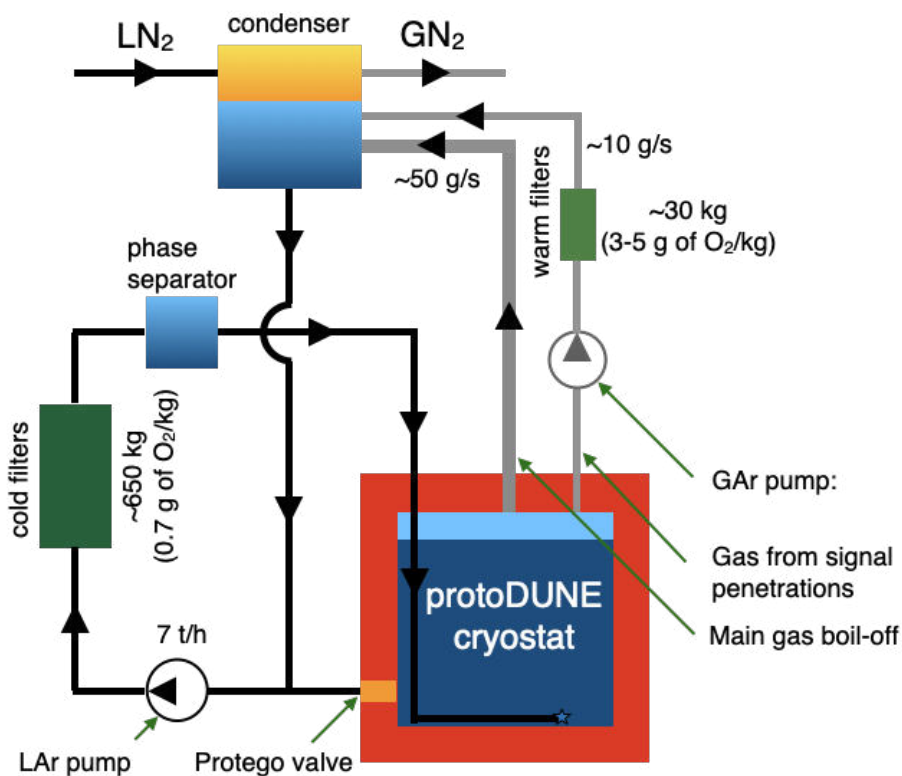 condenser
LN₂
GN₂
~10 g/s
~50 g/s
warm filters
~30 kg
(3-5 g of O₂/kg)
phase
separator
cold filters
~650 kg
(0.7 g of O₂/kg)
GAr pump:
Gas from signal
penetrations
protoDUNE
cryostat
Main gas boil-off
7 t/h
LAr pump
Protego valve